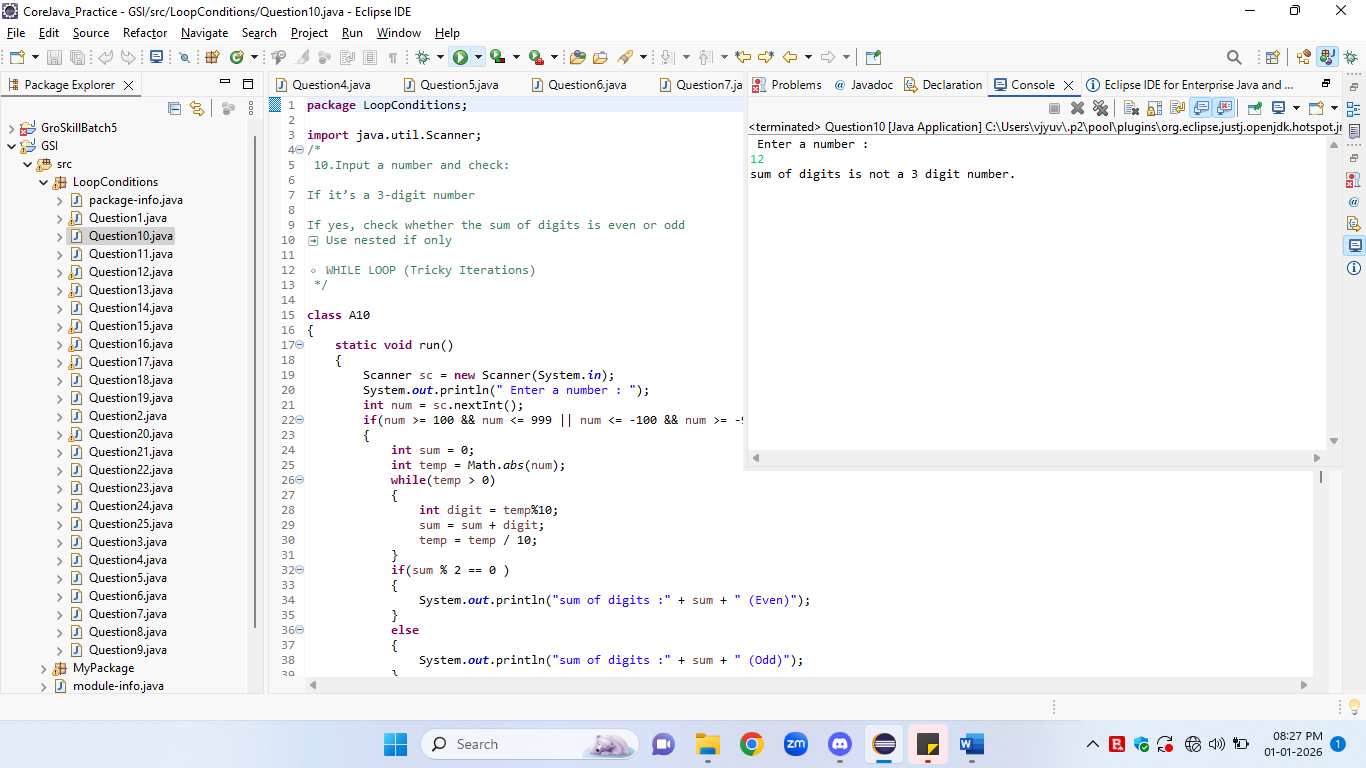 CoreJava_Practice - GSI/src/LoopConditions/Question10.java - Eclipse IDE
File Edit Source Refactor Navigate Search Project Run Window Help
Package Explorer
GroSkillBatch5
GSI
src
LoopConditions
package-info.java
Question1.java
Question10.java
Question11.java
Question12.java
Question13.java
Question14.java
Question15.java
Question16.java
Question17.java
Question18.java
Question19.java
Question2.java
Question20.java
Question21.java
Question22.java
Question23.java
Question24.java
Question25.java
Question3.java
Question4.java
Question5.java
Question6.java
Question7.java
Question8.java
Question9.java
MyPackage
module-info.java
Question4.java Question5.java Question6.java Question7.ja
1 package LoopConditions;
2
3 import java.util.Scanner;
4 /*
5 10.Input a number and check:
6
7 If it’s a 3-digit number
8
9 If yes, check whether the sum of digits is even or odd
10 ➡ Use nested if only
11
12 ⚬ WHILE LOOP (Tricky Iterations)
13 */
14
15 class A10
16 {
17 static void run()
18 {
19 Scanner sc = new Scanner(System.in);
20 System.out.println(" Enter a number : ");
21 int num = sc.nextInt();
22 if(num >= 100 && num <= 999 || num <= -100 && num >= -
23 {
24 int sum = 0;
25 int temp = Math.abs(num);
26 while(temp > 0)
27 {
28 int digit = temp%10;
29 sum = sum + digit;
30 temp = temp / 10;
31 }
32 if(sum % 2 == 0 )
33 {
34 System.out.println("sum of digits :" + sum + " (Even)");
35 }
36 else
37 {
38 System.out.println("sum of digits :" + sum + " (Odd)");
39 }
Problems Javadoc Declaration Console Eclipse IDE for Enterprise Java and ...
<terminated> Question10 [Java Application] C:\Users\vjyuv\.p2\pool\plugins\org.eclipse.justj.openjdk.hotspot.jr
Enter a number :
12
sum of digits is not a 3 digit number.
Search
zm
08:27 PM
01-01-2026
1